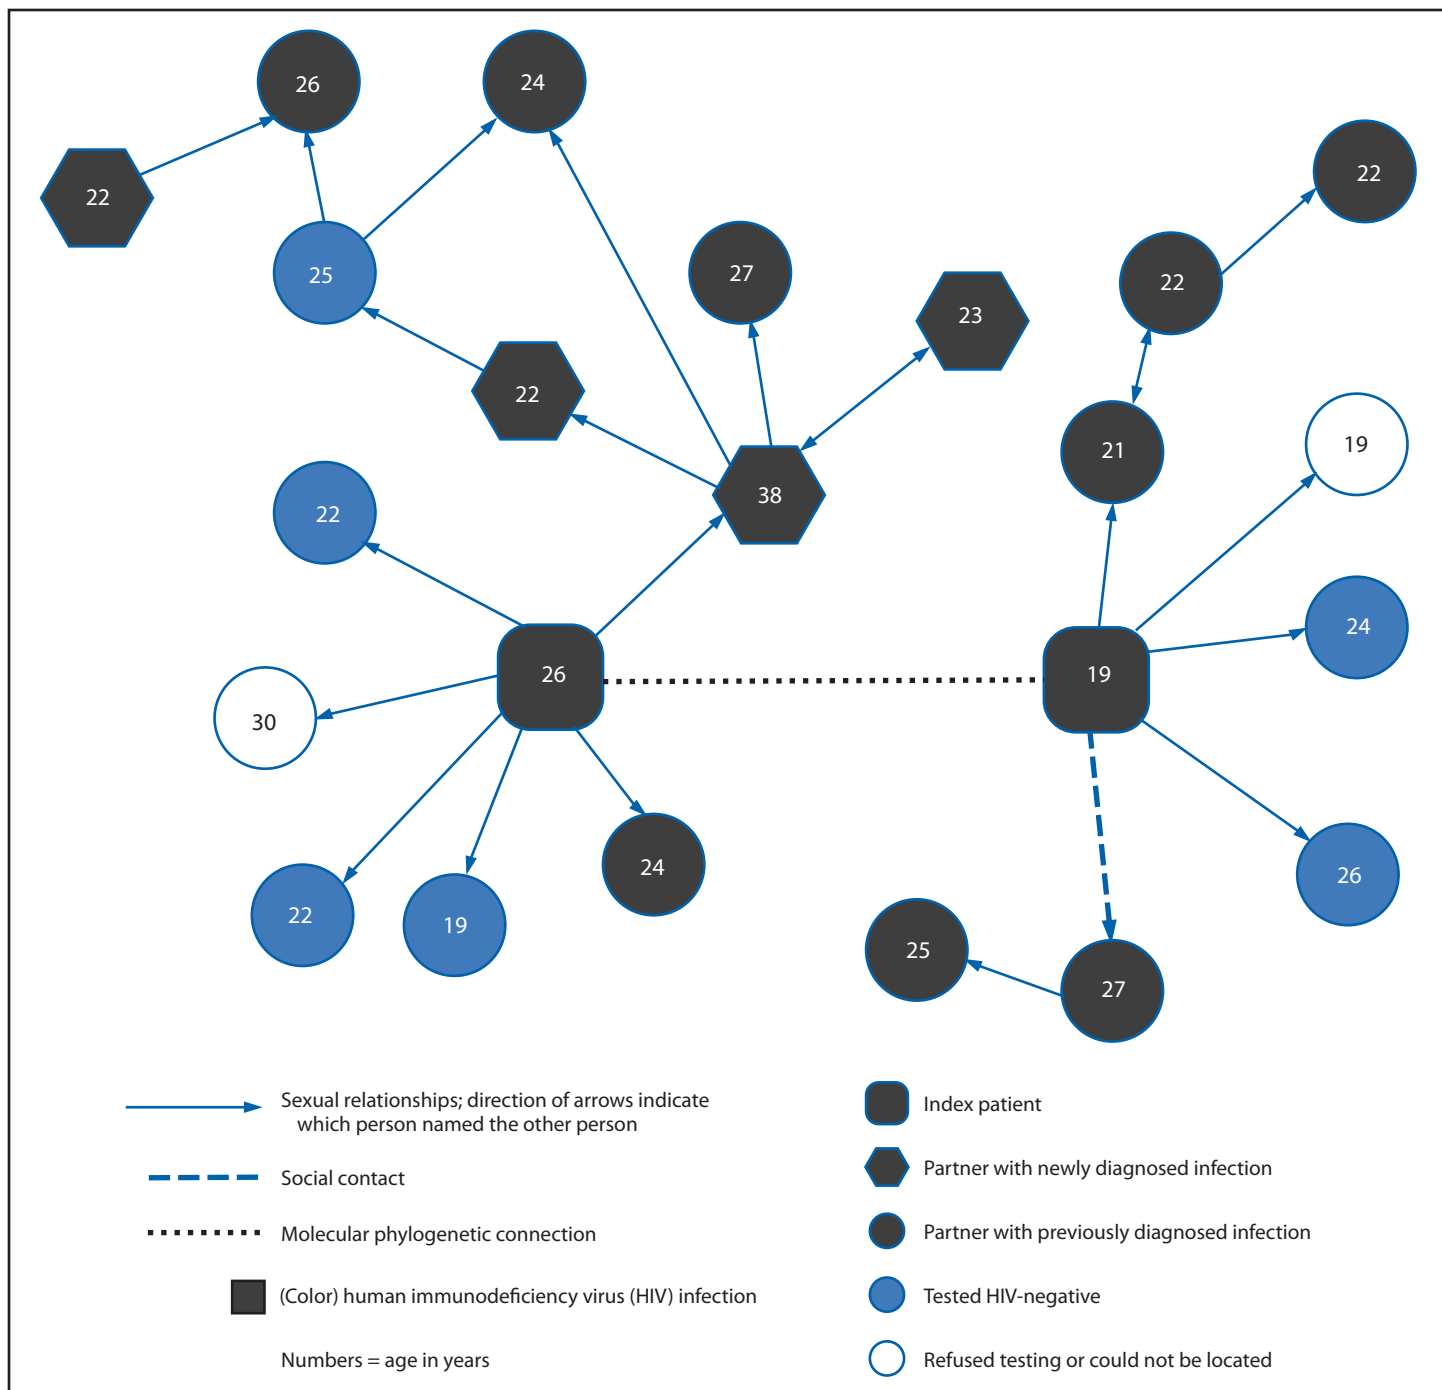 26
24
22
22
25
27
22
23
22
38
21
19
22
24
26
19
30
24
26
22
19
25
27
Sexual relationships; direction of arrows indicate
which person named the other person
Social contact
Molecular phylogenetic connection
(Color) human immunodeficiency virus (HIV) infection
Numbers = age in years
Index patient
Partner with newly diagnosed infection
Partner with previously diagnosed infection
Tested HIV-negative
Refused testing or could not be located